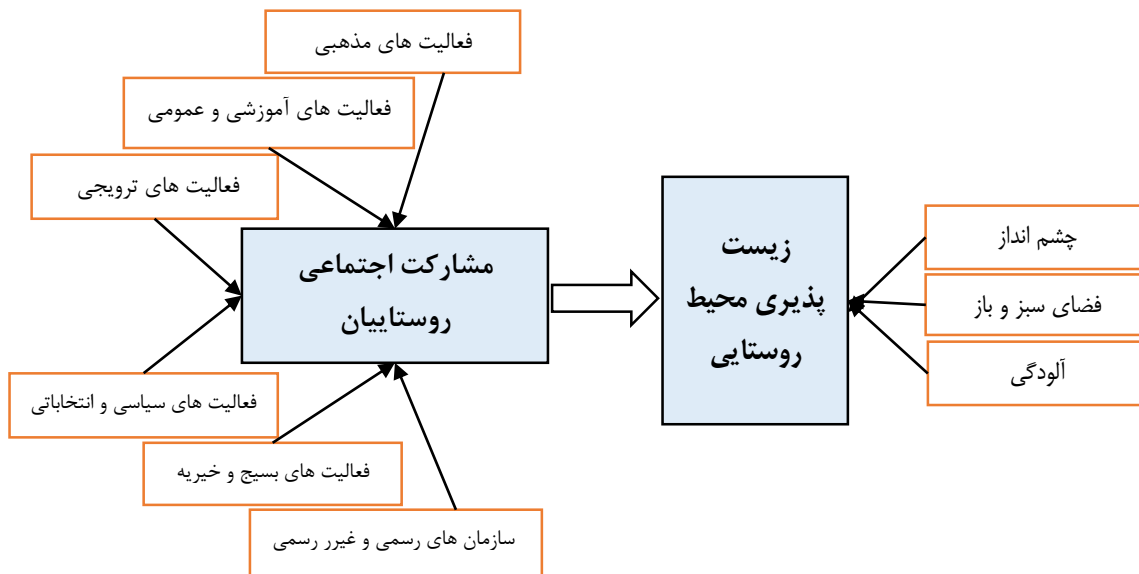 فعالیت های مذهبی
فعالیت های آموزشی و عمومی
فعالیت های ترویجی
مشارکت اجتماعی
روستاییان
فعالیت های سیاسی و انتخاباتی
فعالیت های بسیج و خیریه
سازمان های رسمی و غیرر رسمی
زیست
پذیری محیط
روستایی
چشم انداز
فضای سبز و باز
آلودگی